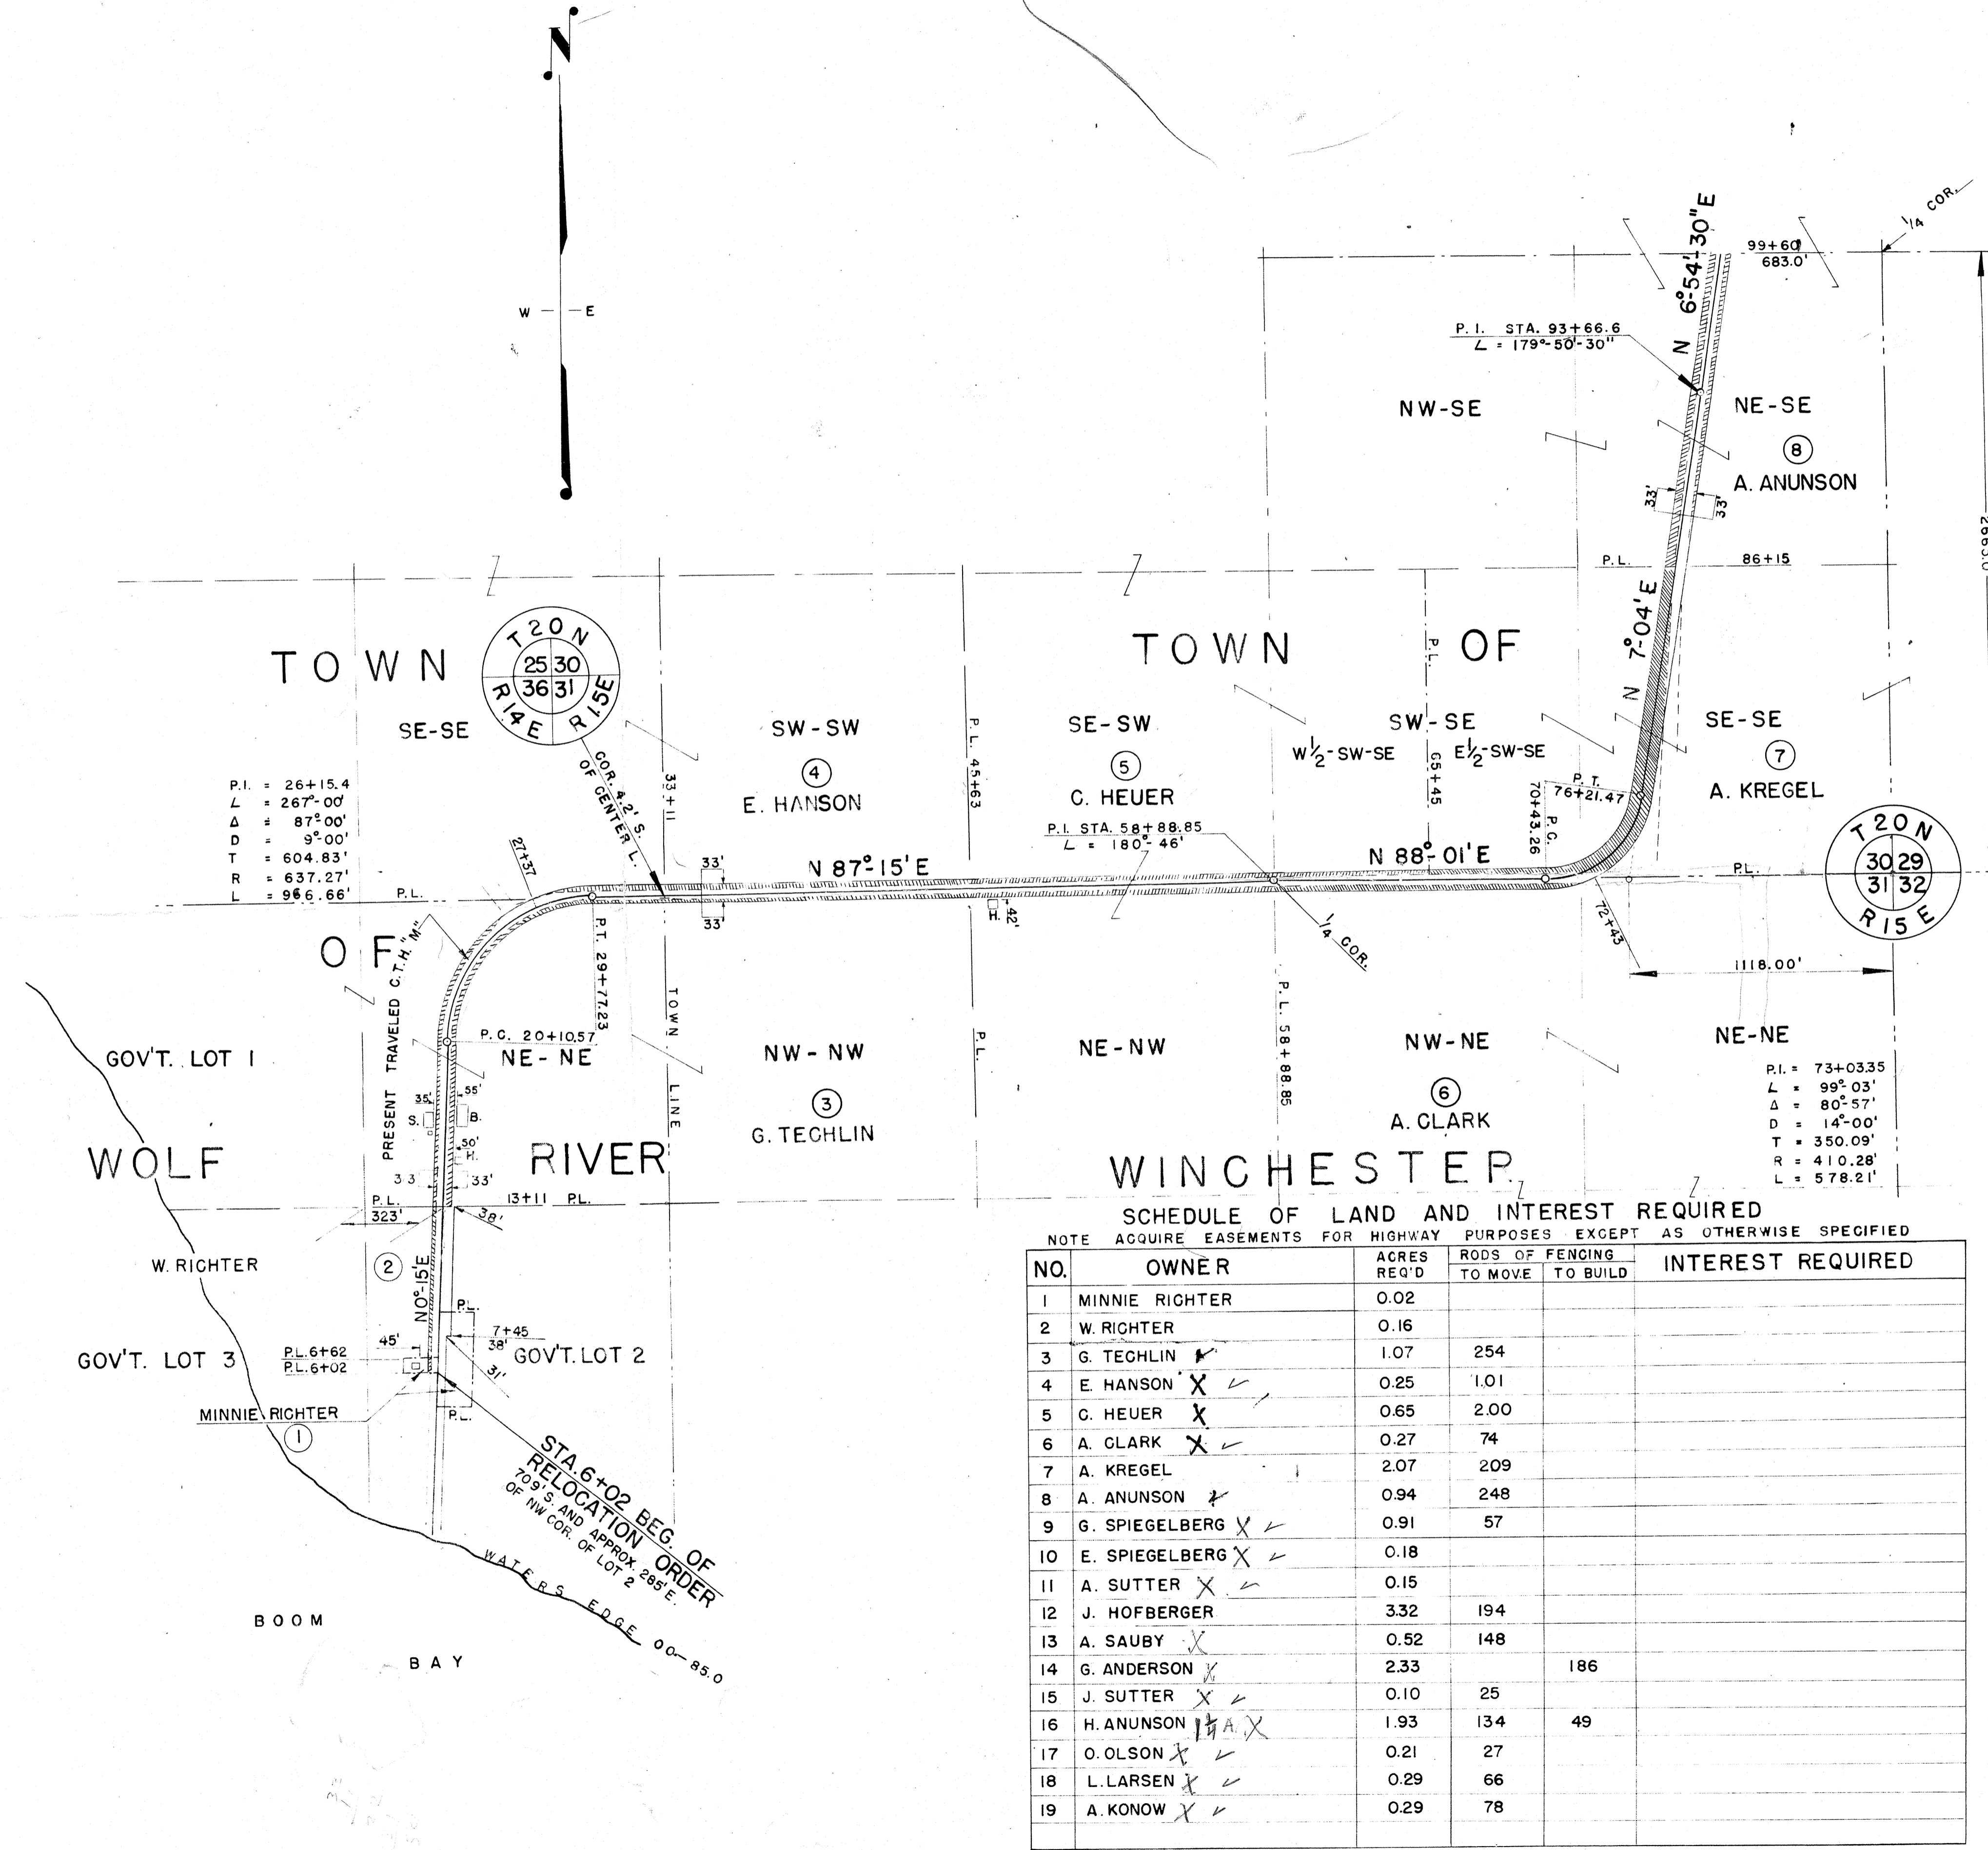 N
W E
1/4 COR.
99+60
683.0'
N 6°-54'-30"E
P.I. STA. 93+66.6
∠ = 179°-50'-30"
NW-SE
NE-SE
8
A. ANUNSON
33'
33'
P.L. 86+15
N 7°-04'E
TOWN
T20N
25 30
36 31
R14E R15E
TOWN OF
SE-SE
SW-SW
4
E. HANSON
SE-SW
5
C. HEUER
SW-SE
W½-SW-SE
E½-SW-SE
SE-SE
7
A. KREGEL
P.L.
65+45
P.L. 45+63
33+11
COR. 4.2' S.
OF CENTER L.
P.I. = 26+15.4
∠ = 267°-00'
Δ = 87°-00'
D = 9°-00'
T = 604.83'
R = 637.27'
L = 966.66'
P.I. STA. 58+88.85
∠ = 180°-46'
P.T.
76+21.47
P.C.
70+43.26
T20N
30 29
31 32
R15E
27+37
P.L.
33'
N 87°-15'E
N 88°-01'E
P.L.
33'
H.
42'
1/4 COR.
72+43
1118.00'
OF
PRESENT TRAVELED C.T.H. "M"
P.T. 29+77.23
TOWN LINE
P.L.
P.L. 58+88.85
GOV'T. LOT 1
P.C. 20+10.57
NE-NE
NW-NW
3
G. TECHLIN
NE-NW
NW-NE
6
A. CLARK
NE-NE
P.I. = 73+03.35
∠ = 99°-03'
Δ = 80°-57'
D = 14°-00'
T = 350.09'
R = 410.28'
L = 578.21'
35'
55'
S.
B.
50'
H.
WOLF
RIVER
WINCHESTER
33
33'
P.L.
13+11 P.L.
323'
38'
W. RICHTER
2
N0°-15'E
P.L.
7+45
38'
45'
GOV'T. LOT 3
P.L. 6+62
P.L. 6+02
GOV'T. LOT 2
31'
P.L.
MINNIE RICHTER
1
STA. 6+02 BEG. OF
RELOCATION ORDER
709'S. AND APPROX. 285'E.
OF NW COR. OF LOT 2
WATERS EDGE 00-85.0
BOOM
BAY
SCHEDULE OF LAND AND INTEREST REQUIRED
NOTE ACQUIRE EASEMENTS FOR HIGHWAY PURPOSES EXCEPT AS OTHERWISE SPECIFIED
NO. OWNER ACRES REQ'D RODS OF FENCING TO MOVE TO BUILD INTEREST REQUIRED
1 MINNIE RICHTER 0.02
2 W. RICHTER 0.16
3 G. TECHLIN ✓ 1.07 254
4 E. HANSON X ✓ 0.25 1.01
5 C. HEUER X 0.65 2.00
6 A. CLARK X ✓ 0.27 74
7 A. KREGEL 2.07 209
8 A. ANUNSON ✓ 0.94 248
9 G. SPIEGELBERG X ✓ 0.91 57
10 E. SPIEGELBERG X ✓ 0.18
11 A. SUTTER X ✓ 0.15
12 J. HOFBERGER 3.32 194
13 A. SAUBY X 0.52 148
14 G. ANDERSON X 2.33 186
15 J. SUTTER X ✓ 0.10 25
16 H. ANUNSON X 1.93 134 49
17 O. OLSON X ✓ 0.21 27
18 L. LARSEN X ✓ 0.29 66
19 A. KONOW X ✓ 0.29 78